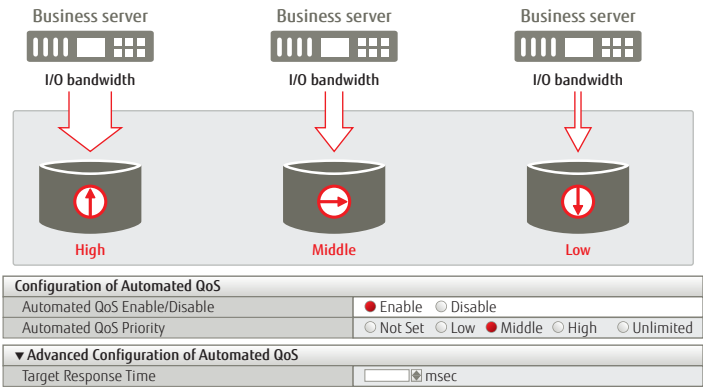 Business server Business server Business server
I/O bandwidth I/O bandwidth I/O bandwidth
High Middle Low
Configuration of Automated QoS
Automated QoS Enable/Disable Enable Disable
Automated QoS Priority Not Set Low Middle High Unlimited
▼ Advanced Configuration of Automated QoS
Target Response Time msec